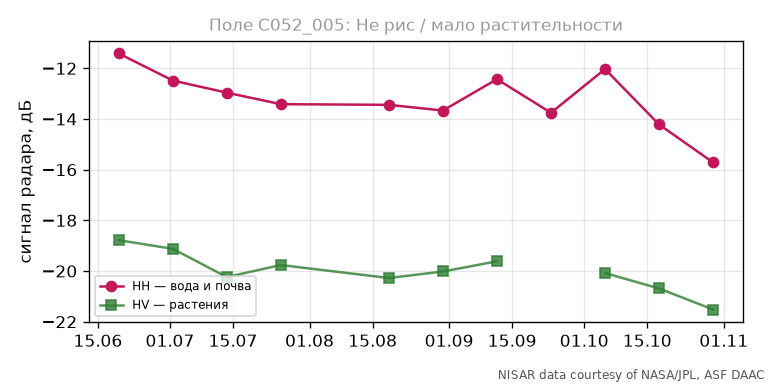 Поле C052_005: Не рис / мало растительности
сигнал радара, дБ
−12
−14
−16
−18
−20
−22
HH — вода и почва
HV — растения
15.06 01.07 15.07 01.08 15.08 01.09 15.09 01.10 15.10 01.11
NISAR data courtesy of NASA/JPL, ASF DAAC